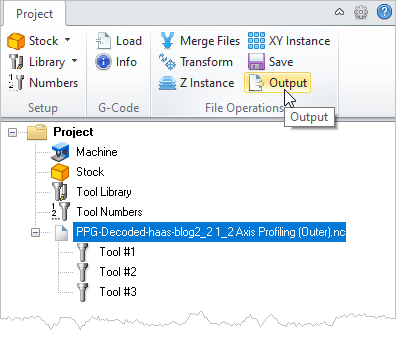 Project
Stock Load Merge Files XY Instance
Library Info Transform Save
Numbers Z Instance Output
Setup G-Code File Operations
Output
Project
Machine
Stock
Tool Library
Tool Numbers
PPG-Decoded-haas-blog2_2 1_2 Axis Profiling (Outer).nc
Tool #1
Tool #2
Tool #3